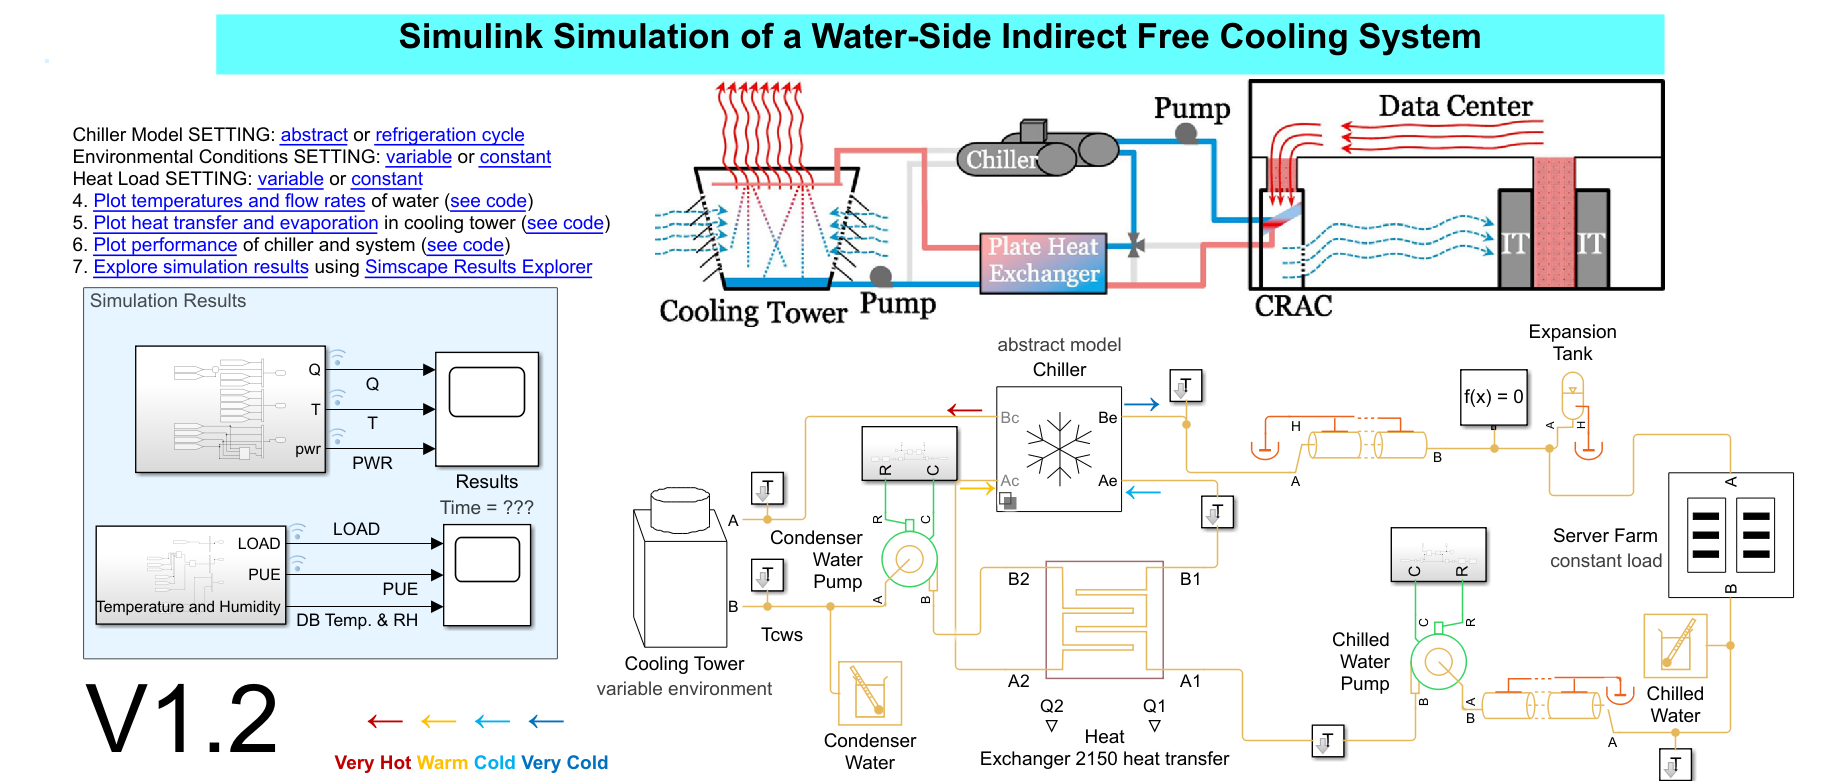 Simulink Simulation of a Water-Side Indirect Free Cooling System
Chiller Model SETTING: abstract or refrigeration cycle
Environmental Conditions SETTING: variable or constant
Heat Load SETTING: variable or constant
4. Plot temperatures and flow rates of water (see code)
5. Plot heat transfer and evaporation in cooling tower (see code)
6. Plot performance of chiller and system (see code)
7. Explore simulation results using Simscape Results Explorer
Pump
Data Center
Chiller
Plate Heat
Exchanger
IT
IT
Cooling Tower
Pump
CRAC
Simulation Results
Q
Q
T
T
pwr
PWR
Results
Time = ???
LOAD
LOAD
PUE
PUE
Temperature and Humidity
DB Temp. & RH
V1.2
Very Hot Warm Cold Very Cold
abstract model
Chiller
Bc
Be
Ac
Ae
T
T
T
T
R
C
R
C
A
B
Condenser
Water
Pump
A
B
Tcws
Cooling Tower
variable environment
Condenser
Water
B2
B1
A2
A1
Q2
Q1
Heat
Exchanger 2150 heat transfer
H
A
B
f(x) = 0
Expansion
Tank
A
H
A
Server Farm
constant load
B
C
R
C
R
Chilled
Water
Pump
B
A
B
A
T
T
Chilled
Water